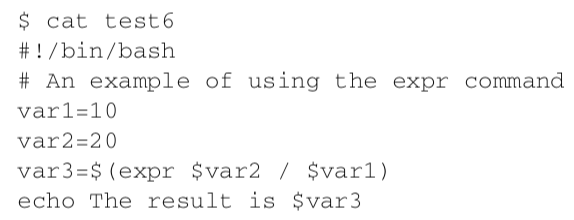 $ cat test6
#!/bin/bash
# An example of using the expr command
var1=10
var2=20
var3=$(expr $var2 / $var1)
echo The result is $var3